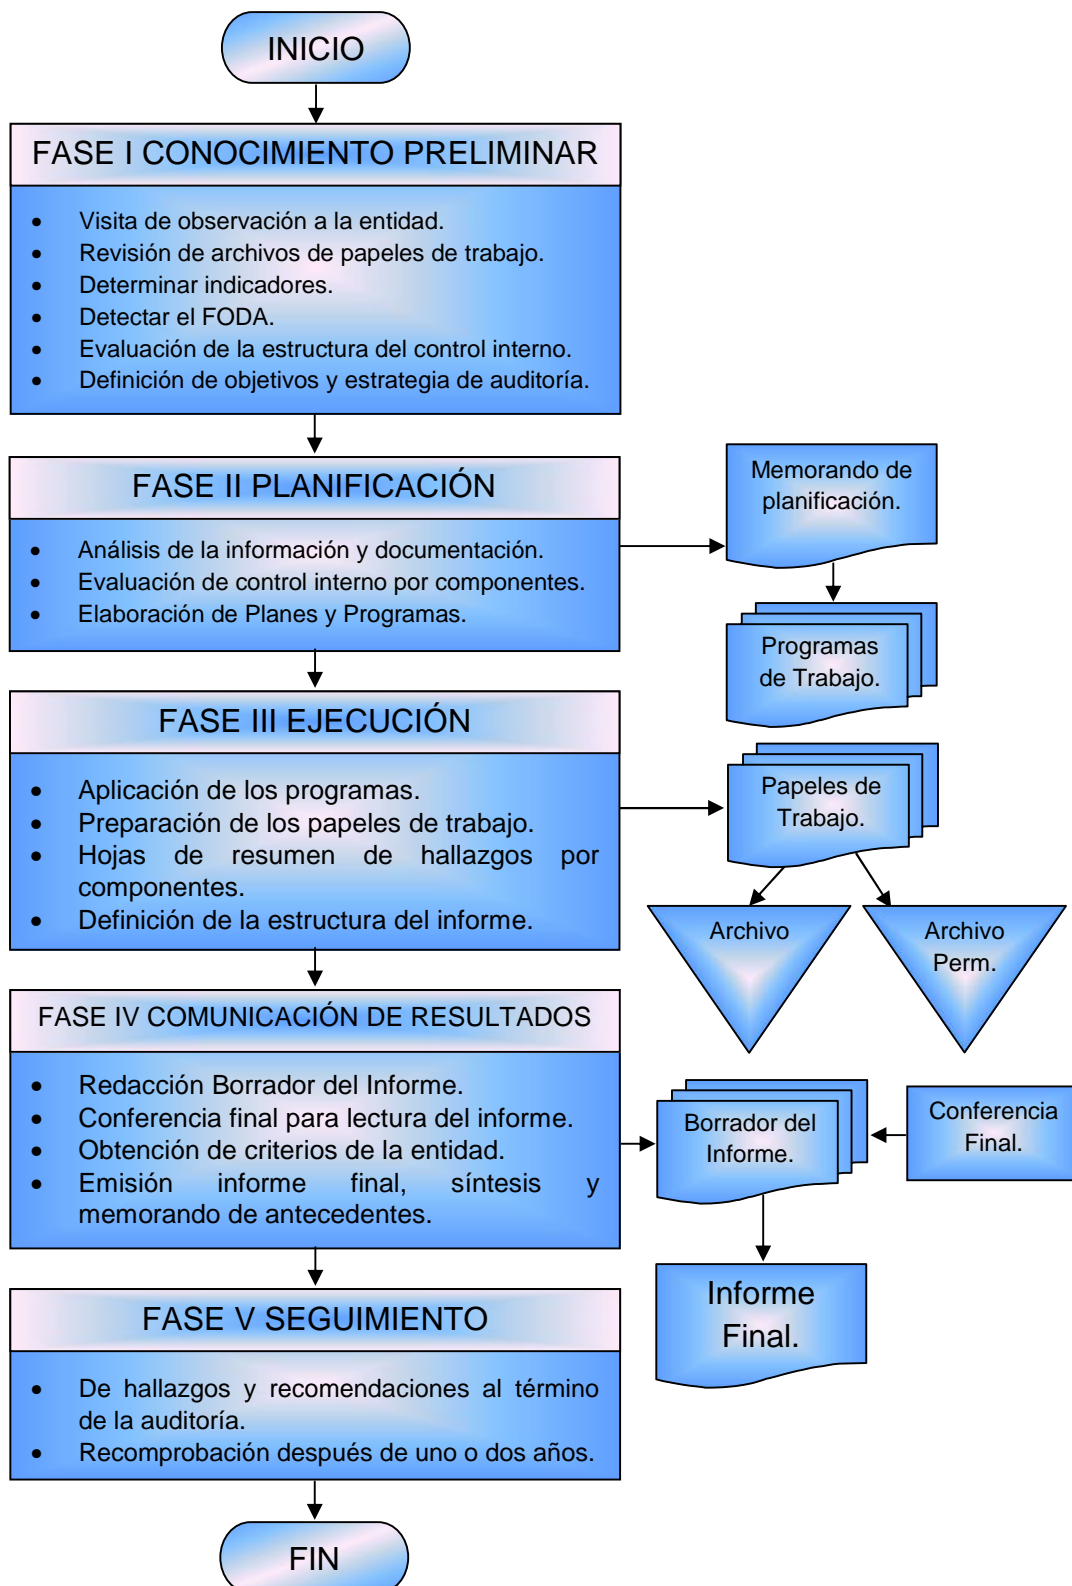 INICIO
FASE I CONOCIMIENTO PRELIMINAR
• Visita de observación a la entidad.
• Revisión de archivos de papeles de trabajo.
• Determinar indicadores.
• Detectar el FODA.
• Evaluación de la estructura del control interno.
• Definición de objetivos y estrategia de auditoría.
FASE II PLANIFICACIÓN
• Análisis de la información y documentación.
• Evaluación de control interno por componentes.
• Elaboración de Planes y Programas.
Memorando de
planificación.
Programas
de Trabajo.
FASE III EJECUCIÓN
• Aplicación de los programas.
• Preparación de los papeles de trabajo.
• Hojas de resumen de hallazgos por
componentes.
• Definición de la estructura del informe.
Papeles de
Trabajo.
Archivo
Archivo
Perm.
FASE IV COMUNICACIÓN DE RESULTADOS
• Redacción Borrador del Informe.
• Conferencia final para lectura del informe.
• Obtención de criterios de la entidad.
• Emisión informe final, síntesis y
memorando de antecedentes.
Borrador del
Informe.
Conferencia
Final.
Informe
Final.
FASE V SEGUIMIENTO
• De hallazgos y recomendaciones al término
de la auditoría.
• Recomprobación después de uno o dos años.
FIN